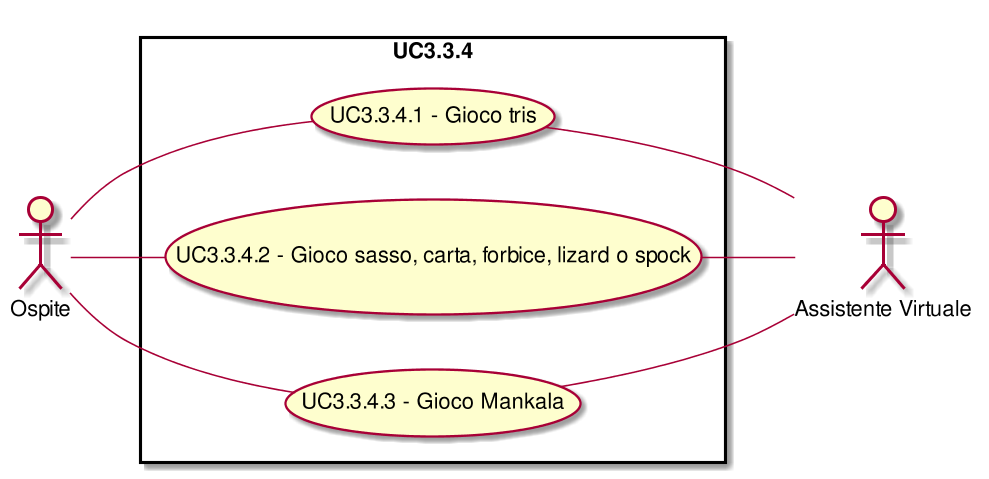 UC3.3.4
UC3.3.4.1 - Gioco tris
UC3.3.4.2 - Gioco sasso, carta, forbice, lizard o spock
Ospite
Assistente Virtuale
UC3.3.4.3 - Gioco Mankala